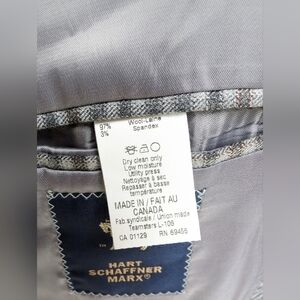 97% Wool-Laine
3% Spandex
Dry clean only
Low moisture
Utility press
Nettoyage à sec
Repasser à basse
température
MADE IN / FAIT AU
CANADA
Fab. syndicale / Union made
Teamsters L-106
CA 01129 RN 69456
HART
SCHAFFNER
MARX®